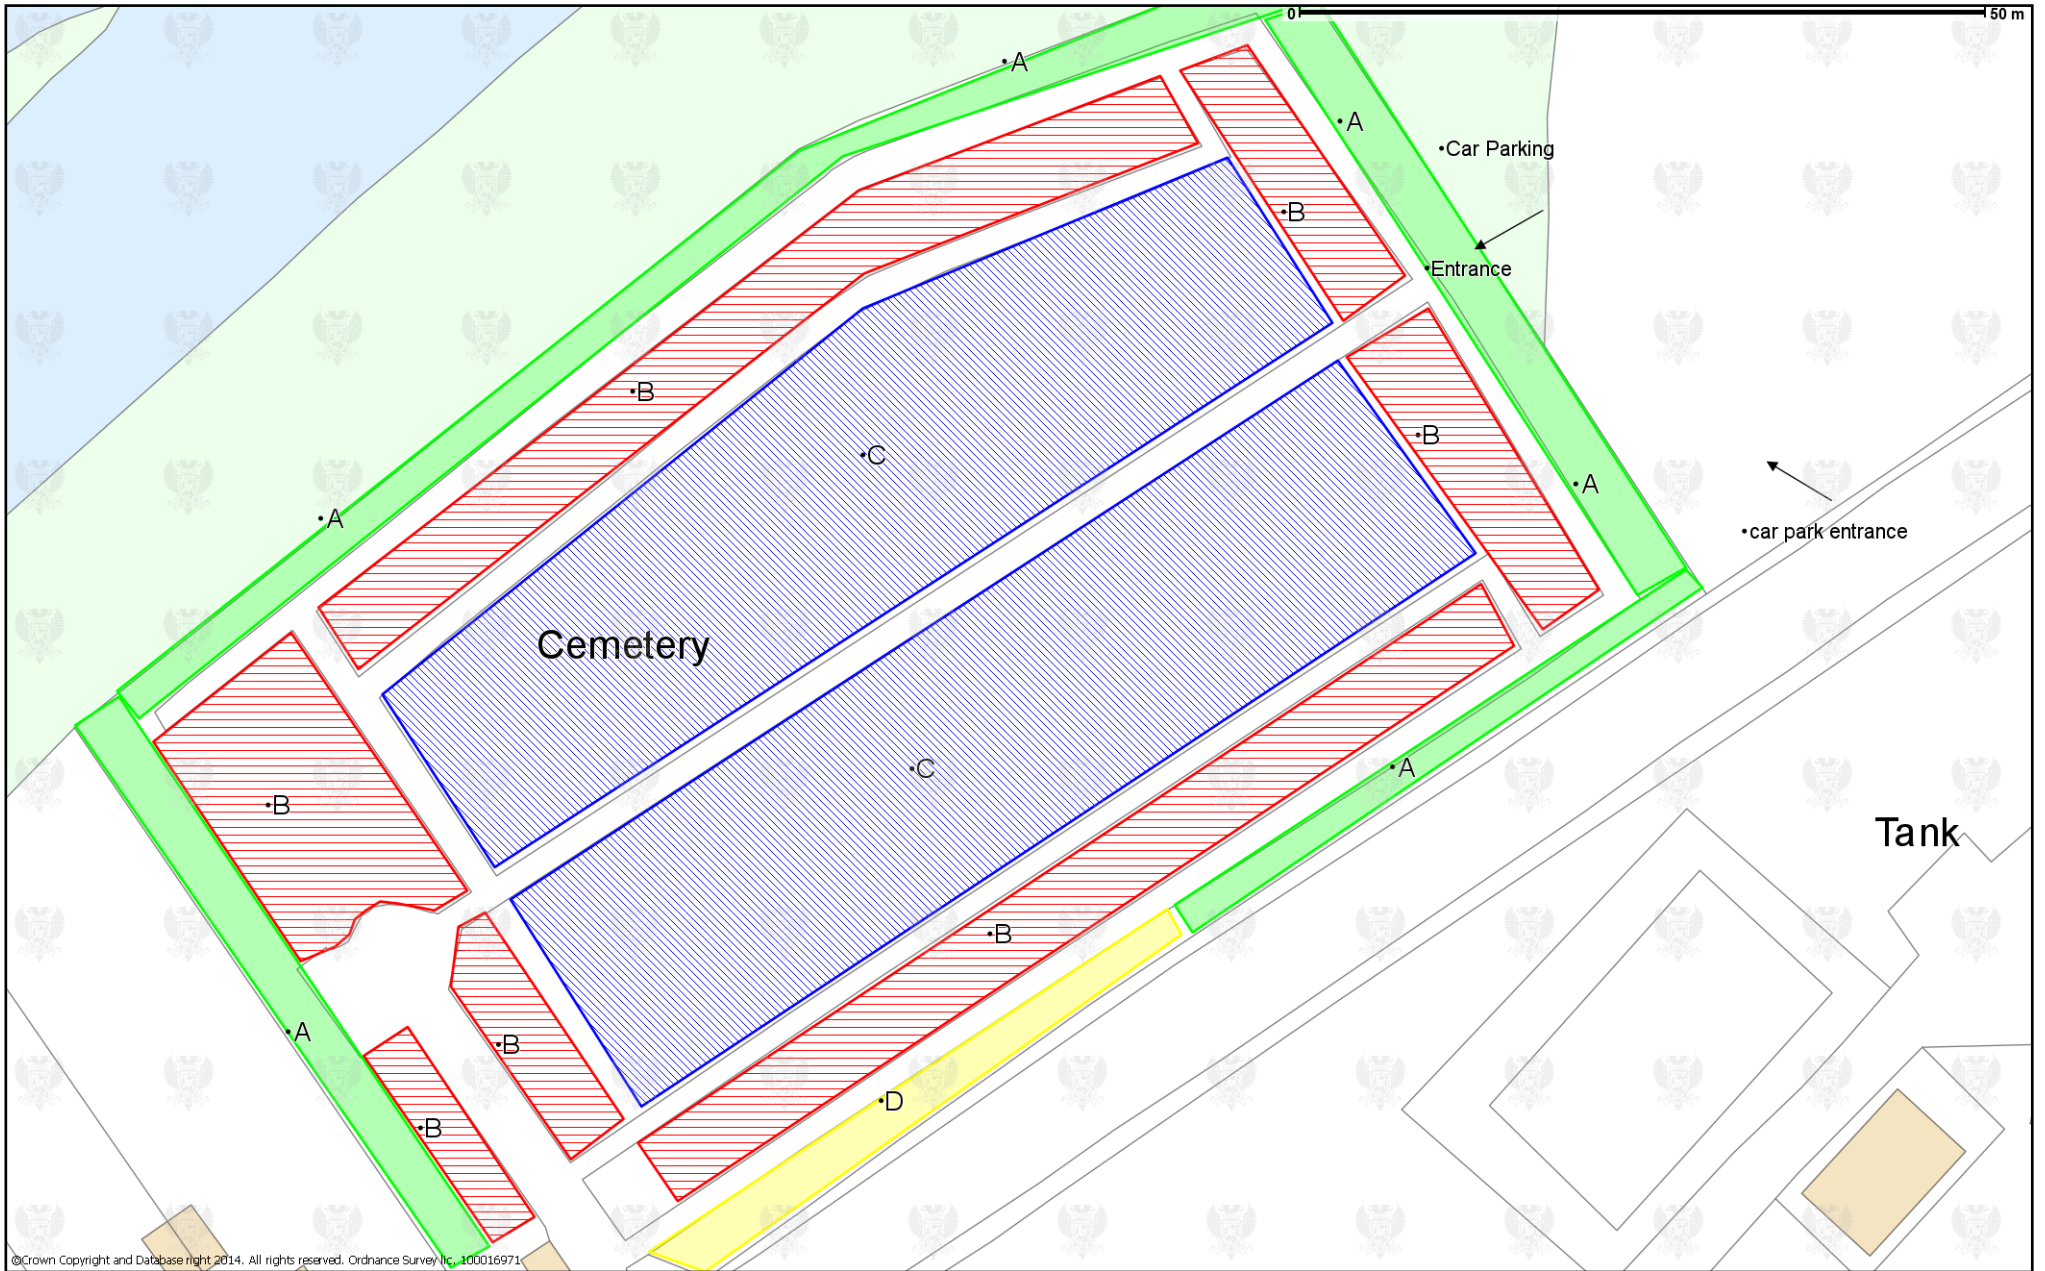 0
50 m
A
A
Car Parking
B
Entrance
B
B
C
A
A
car park entrance
Cemetery
C
A
B
Tank
B
A
B
D
B
©Crown Copyright and Database right 2014. All rights reserved. Ordnance Survey lic. 100016971